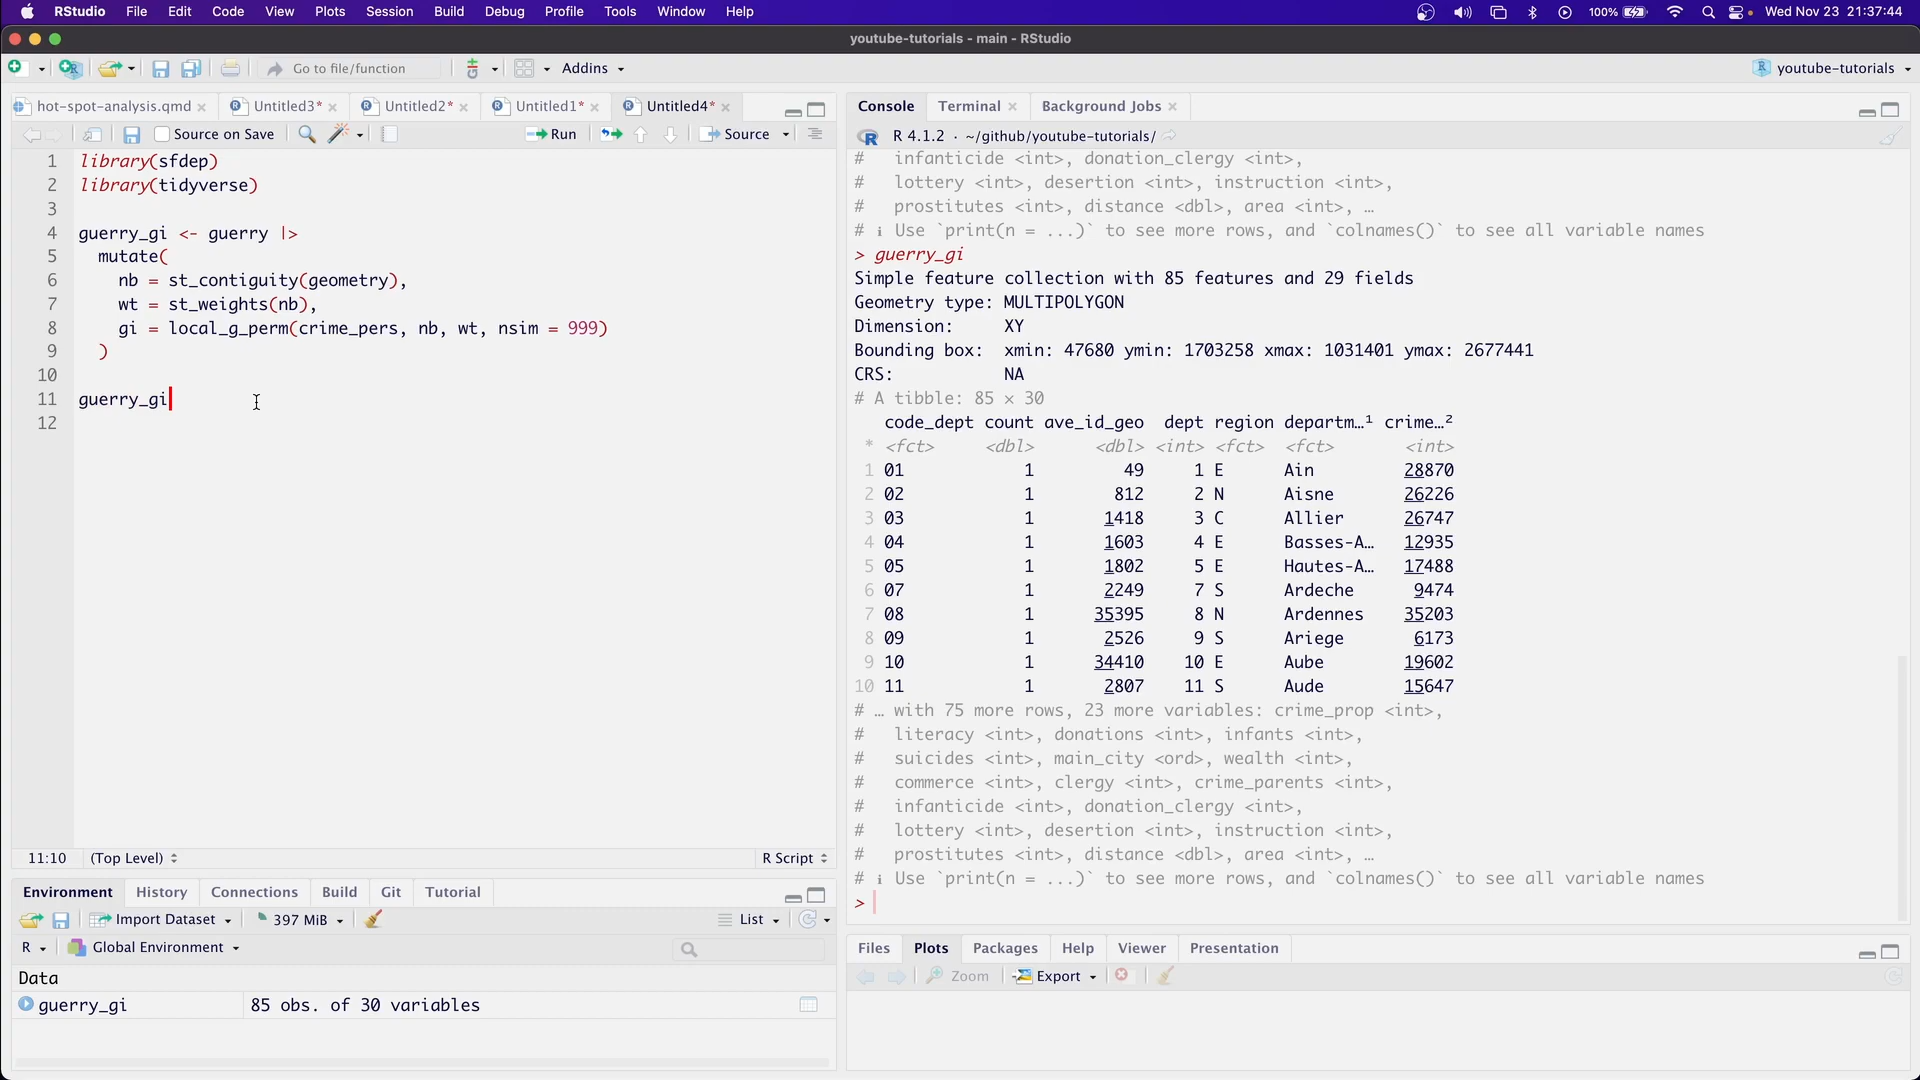 RStudio File Edit Code View Plots Session Build Debug Profile Tools Window Help 100% Wed Nov 23 21:37:44
youtube-tutorials - main - RStudio
Go to file/function Addins youtube-tutorials
hot-spot-analysis.qmd Untitled3* Untitled2* Untitled1* Untitled4*
Source on Save Run Source
1 library(sfdep)
2 library(tidyverse)
3
4 guerry_gi <- guerry |>
5 mutate(
6 nb = st_contiguity(geometry),
7 wt = st_weights(nb),
8 gi = local_g_perm(crime_pers, nb, wt, nsim = 999)
9 )
10
11 guerry_gi
12
11:10 (Top Level) R Script
Environment History Connections Build Git Tutorial
Import Dataset 397 MiB List
R Global Environment
Data
guerry_gi 85 obs. of 30 variables
Console Terminal Background Jobs
R 4.1.2 · ~/github/youtube-tutorials/
# infanticide <int>, donation_clergy <int>,
# lottery <int>, desertion <int>, instruction <int>,
# prostitutes <int>, distance <dbl>, area <int>, …
# ℹ Use `print(n = ...)` to see more rows, and `colnames()` to see all variable names
> guerry_gi
Simple feature collection with 85 features and 29 fields
Geometry type: MULTIPOLYGON
Dimension: XY
Bounding box: xmin: 47680 ymin: 1703258 xmax: 1031401 ymax: 2677441
CRS: NA
# A tibble: 85 × 30
code_dept count ave_id_geo dept region departm…¹ crime…²
* <fct> <dbl> <dbl> <int> <fct> <fct> <int>
1 01 1 49 1 E Ain 28870
2 02 1 812 2 N Aisne 26226
3 03 1 1418 3 C Allier 26747
4 04 1 1603 4 E Basses-A… 12935
5 05 1 1802 5 E Hautes-A… 17488
6 07 1 2249 7 S Ardeche 9474
7 08 1 35395 8 N Ardennes 35203
8 09 1 2526 9 S Ariege 6173
9 10 1 34410 10 E Aube 19602
10 11 1 2807 11 S Aude 15647
# … with 75 more rows, 23 more variables: crime_prop <int>,
# literacy <int>, donations <int>, infants <int>,
# suicides <int>, main_city <ord>, wealth <int>,
# commerce <int>, clergy <int>, crime_parents <int>,
# infanticide <int>, donation_clergy <int>,
# lottery <int>, desertion <int>, instruction <int>,
# prostitutes <int>, distance <dbl>, area <int>, …
# ℹ Use `print(n = ...)` to see more rows, and `colnames()` to see all variable names
>
Files Plots Packages Help Viewer Presentation
Zoom Export